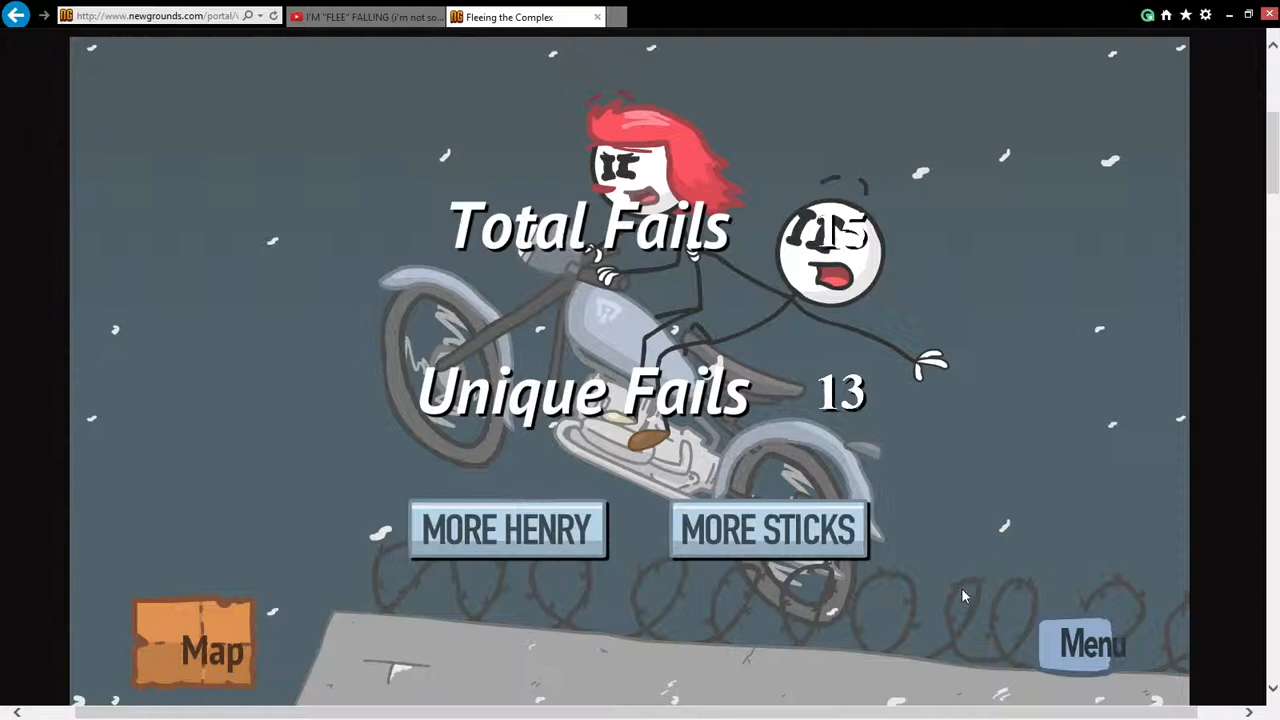 http://www.newgrounds.com/portal/
I'M "FLEE" FALLING (i'm not so...
Fleeing the Complex
Total Fails 15
Unique Fails 13
MORE HENRY
MORE STICKS
Map
Menu